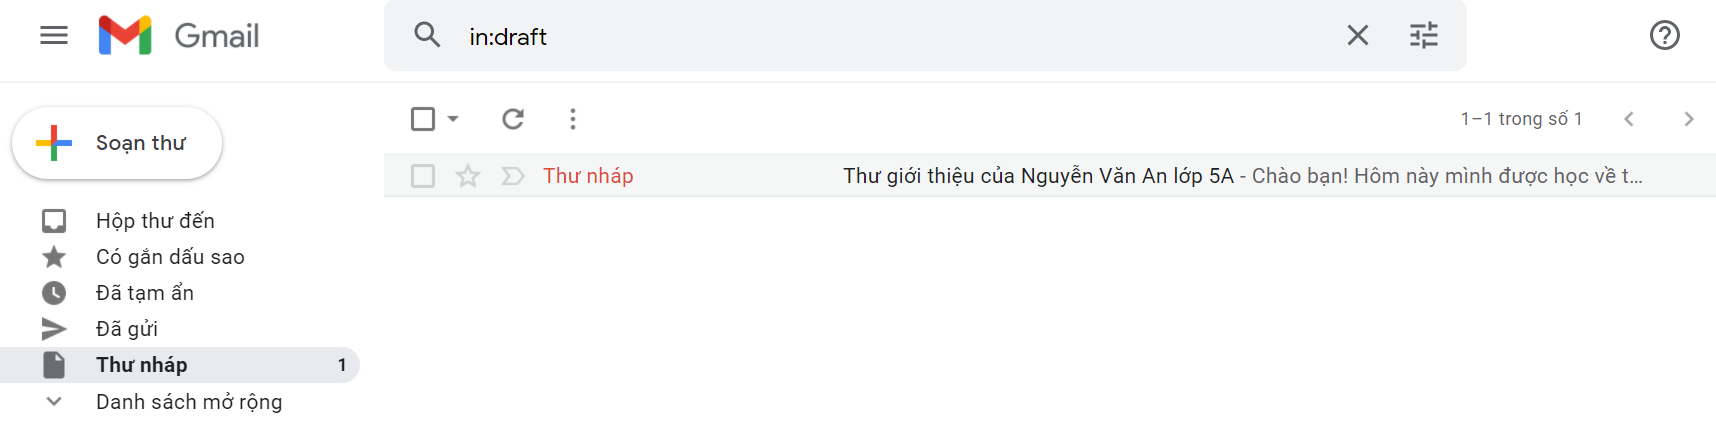 Gmail
in:draft
Soạn thư
1–1 trong số 1
Thư nháp
Thư giới thiệu của Nguyễn Văn An lớp 5A - Chào bạn! Hôm này mình được học về t...
Hộp thư đến
Có gắn dấu sao
Đã tạm ẩn
Đã gửi
Thư nháp 1
Danh sách mở rộng